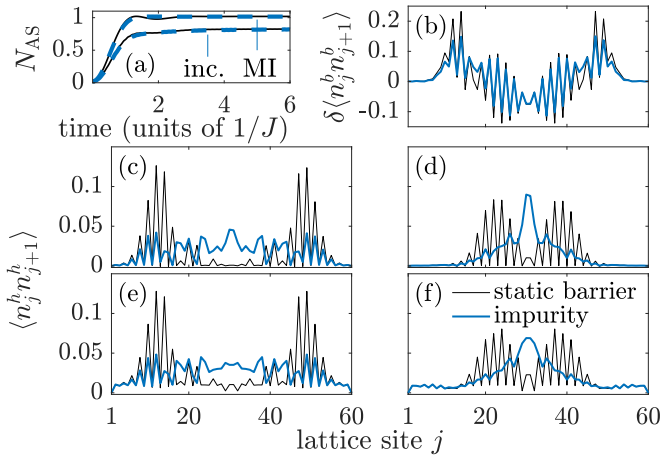 1
0.5
0
N_AS
(a)
inc.
MI
2
4
6
time (units of 1/J)
0.2
0.1
0
-0.1
δ⟨n_j^b n_{j+1}^b⟩
(b)
(c)
0.1
0.05
0
(d)
⟨n_j^h n_{j+1}^h⟩
(e)
0.1
0.05
0
(f)
static barrier
impurity
1
20
40
60
1
20
40
60
lattice site j